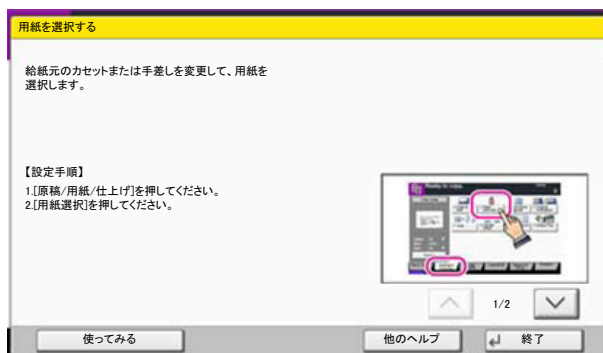 用紙を選択する
給紙元のカセットまたは手差しを変更して、用紙を
選択します。
【設定手順】
1.[原稿/用紙/仕上げ]を押してください。
2.[用紙選択]を押してください。
Ready to copy.
1/2
使ってみる
他のヘルプ
終了